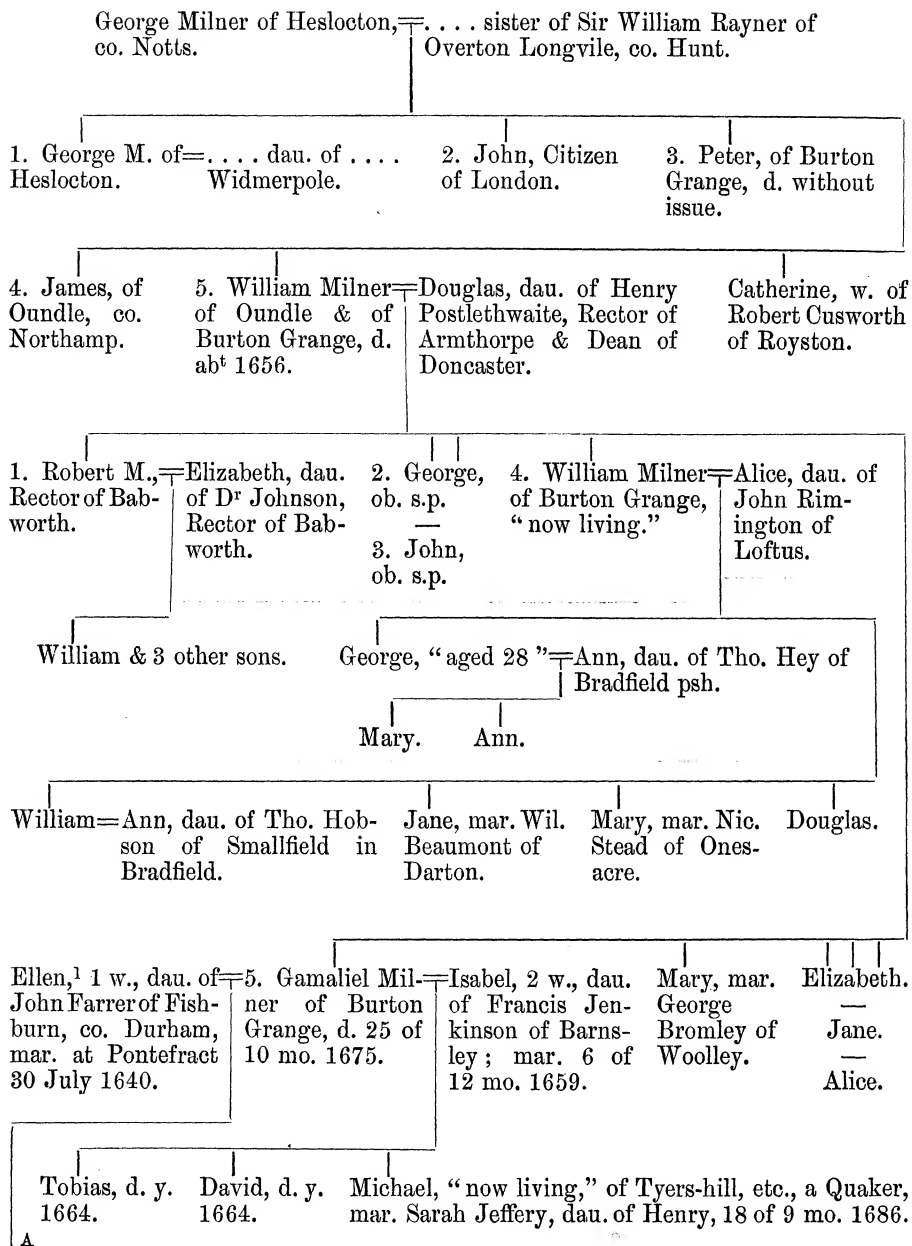 George Milner of Heslocton,=. . . . sister of Sir William Rayner of
co. Notts. Overton Longvile, co. Hunt.
1. George M. of=. . . . dau. of . . . .
Heslocton. Widmerpole.
2. John, Citizen
of London.
3. Peter, of Burton
Grange, d. without
issue.
4. James, of
Oundle, co.
Northamp.
5. William Milner=
of Oundle & of
Burton Grange, d.
abt 1656.
Douglas, dau. of Henry
Postlethwaite, Rector of
Armthorpe & Dean of
Doncaster.
Catherine, w. of
Robert Cusworth
of Royston.
1. Robert M.,=
Rector of Bab-
worth.
Elizabeth, dau.
of Dr Johnson,
Rector of Bab-
worth.
2. George,
ob. s.p.
—
3. John,
ob. s.p.
4. William Milner=
of Burton Grange,
“now living.”
Alice, dau. of
John Rim-
ington of
Loftus.
William & 3 other sons.
George, “aged 28”=Ann, dau. of Tho. Hey of
Bradfield psh.
Mary. Ann.
William=Ann, dau. of Tho. Hob-
son of Smallfield in
Bradfield.
Jane, mar. Wil.
Beaumont of
Darton.
Mary, mar. Nic.
Stead of Ones-
acre.
Douglas.
Ellen,1 1 w., dau. of=
John Farrer of Fish-
burn, co. Durham,
mar. at Pontefract
30 July 1640.
5. Gamaliel Mil-=
ner of Burton
Grange, d. 25 of
10 mo. 1675.
Isabel, 2 w., dau.
of Francis Jen-
kinson of Barns-
ley; mar. 6 of
12 mo. 1659.
Mary, mar.
George
Bromley of
Woolley.
Elizabeth.
—
Jane.
—
Alice.
Tobias, d. y.
1664.
David, d. y.
1664.
Michael, “now living,” of Tyers-hill, etc., a Quaker,
mar. Sarah Jeffery, dau. of Henry, 18 of 9 mo. 1686.
A